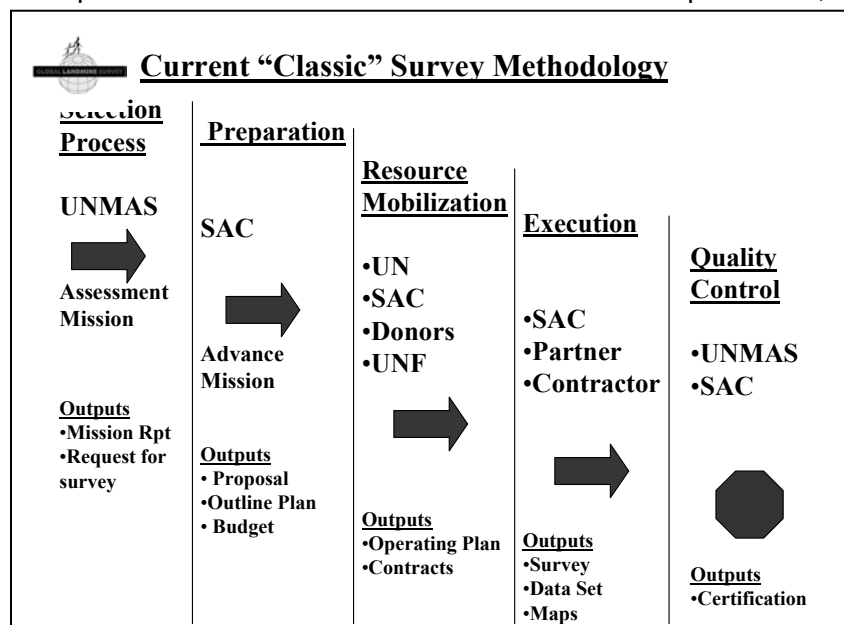 GLOBAL LANDMINE SURVEY
Current “Classic” Survey Methodology
Selection
Process
UNMAS
Assessment
Mission
Outputs
•Mission Rpt
•Request for
survey
Preparation
SAC
Advance
Mission
Outputs
• Proposal
•Outline Plan
• Budget
Resource
Mobilization
•UN
•SAC
•Donors
•UNF
Outputs
•Operating Plan
•Contracts
Execution
•SAC
•Partner
•Contractor
Outputs
•Survey
•Data Set
•Maps
Quality
Control
•UNMAS
•SAC
Outputs
•Certification